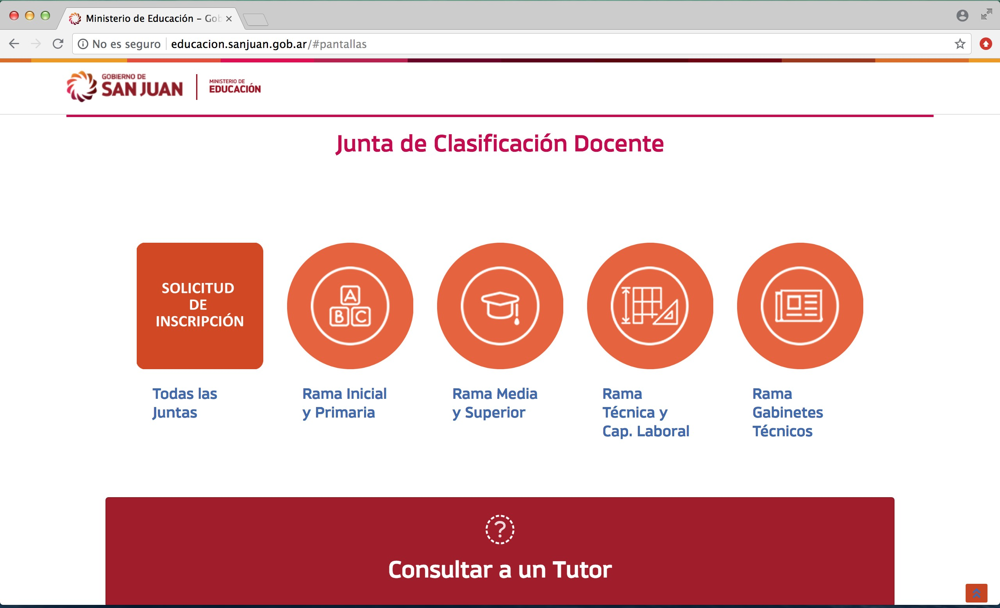 Ministerio de Educación – Gob
No es seguro educacion.sanjuan.gob.ar/#pantallas
GOBIERNO DE
SAN JUAN
MINISTERIO DE
EDUCACIÓN
Junta de Clasificación Docente
SOLICITUD
DE
INSCRIPCIÓN
A
B C
Todas las
Juntas
Rama Inicial
y Primaria
Rama Media
y Superior
Rama
Técnica y
Cap. Laboral
Rama
Gabinetes
Técnicos
?
Consultar a un Tutor